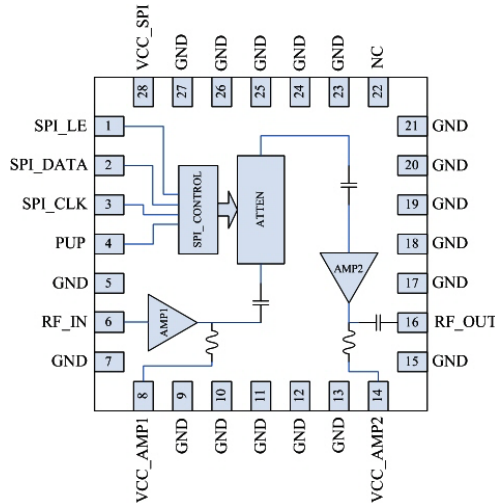 VCC_SPI
GND
GND
GND
GND
GND
NC
28
27
26
25
24
23
22
SPI_LE
1
SPI_DATA
2
SPI_CLK
3
PUP
4
GND
5
RF_IN
6
GND
7
SPI_CONTROL
ATTEN
AMP1
AMP2
21
GND
20
GND
19
GND
18
GND
17
GND
16
RF_OUT
15
GND
8
9
10
11
12
13
14
VCC_AMP1
GND
GND
GND
GND
GND
VCC_AMP2